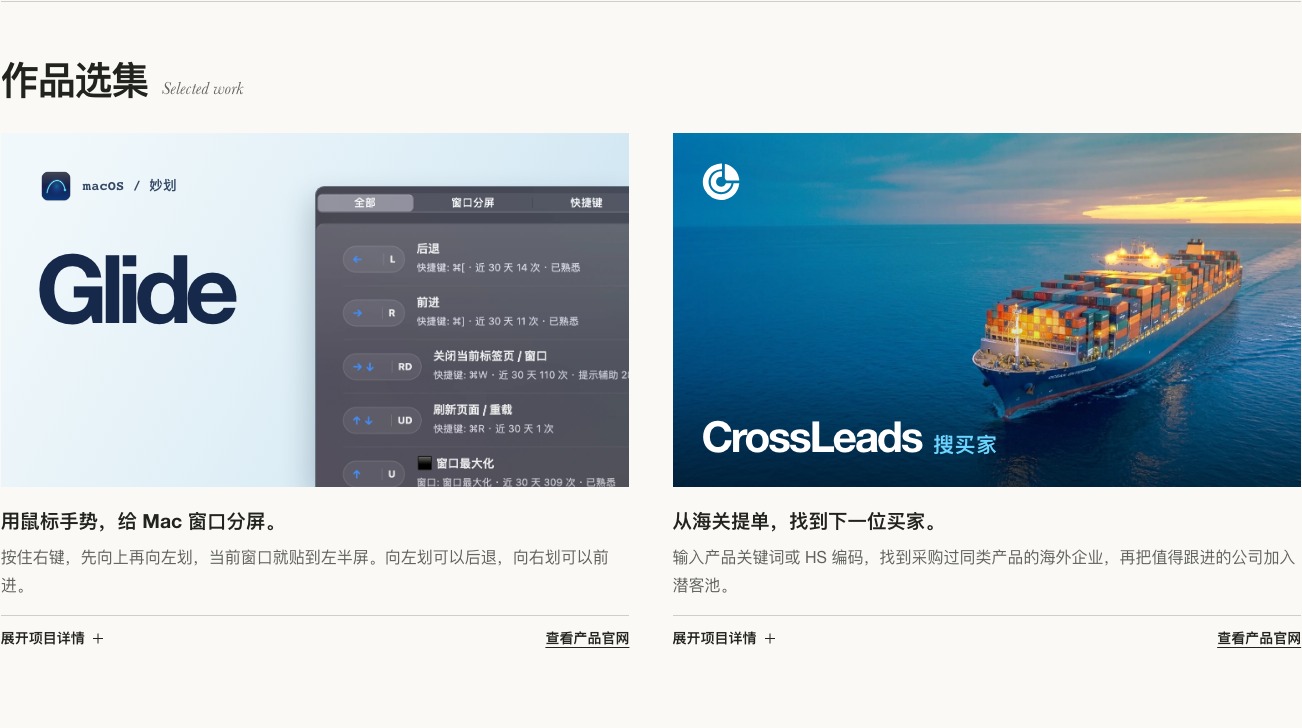 作品选集 Selected work
macOS / 妙划
Glide
全部 窗口分屏 快捷键
← L 后退
快捷键: ⌘[ · 近 30 天 14 次 · 已熟悉
→ R 前进
快捷键: ⌘] · 近 30 天 11 次 · 已熟悉
→ ↓ RD 关闭当前标签页 / 窗口
快捷键: ⌘W · 近 30 天 110 次 · 提示辅助
↑ ↓ UD 刷新页面 / 重载
快捷键: ⌘R · 近 30 天 1 次
↑ U 窗口最大化
窗口: 窗口最大化 · 近 30 天 309 次 · 已熟悉
用鼠标手势，给 Mac 窗口分屏。
按住右键，先向上再向左划，当前窗口就贴到左半屏。向左划可以后退，向右划可以前
进。
展开项目详情 + 查看产品官网
CrossLeads 搜买家
从海关提单，找到下一位买家。
输入产品关键词或 HS 编码，找到采购过同类产品的海外企业，再把值得跟进的公司加入
潜客池。
展开项目详情 + 查看产品官网